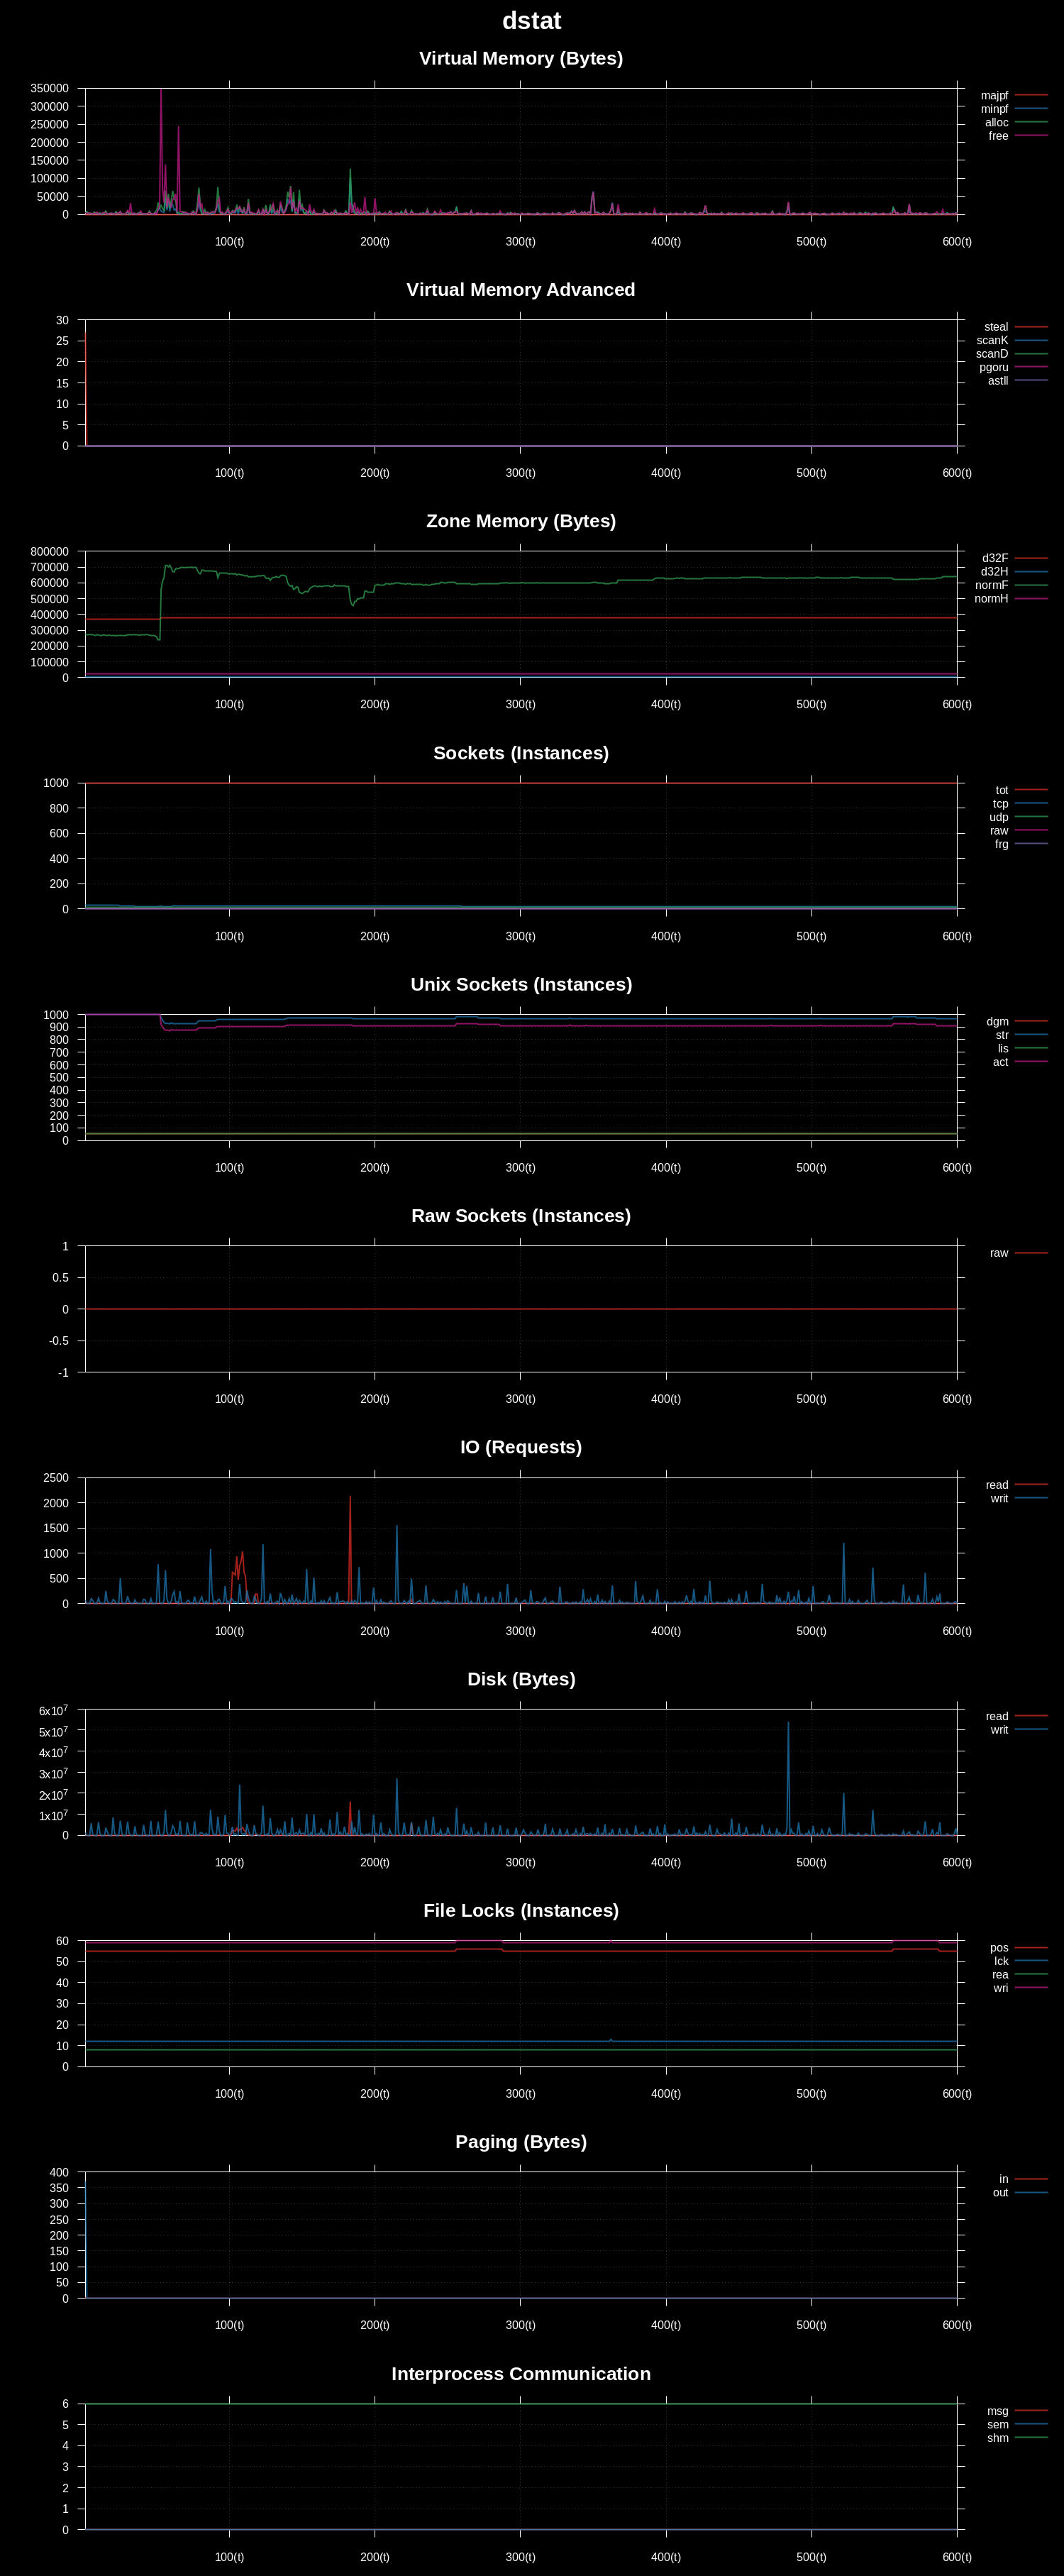 dstat
Virtual Memory (Bytes)
350000
300000
250000
200000
150000
100000
50000
0
majpf
minpf
alloc
free
100(t) 200(t) 300(t) 400(t) 500(t) 600(t)
Virtual Memory Advanced
30
25
20
15
10
5
0
steal
scanK
scanD
pgoru
astll
100(t) 200(t) 300(t) 400(t) 500(t) 600(t)
Zone Memory (Bytes)
800000
700000
600000
500000
400000
300000
200000
100000
0
d32F
d32H
normF
normH
100(t) 200(t) 300(t) 400(t) 500(t) 600(t)
Sockets (Instances)
1000
800
600
400
200
0
tot
tcp
udp
raw
frg
100(t) 200(t) 300(t) 400(t) 500(t) 600(t)
Unix Sockets (Instances)
1000
900
800
700
600
500
400
300
200
100
0
dgm
str
lis
act
100(t) 200(t) 300(t) 400(t) 500(t) 600(t)
Raw Sockets (Instances)
1
0.5
0
-0.5
-1
raw
100(t) 200(t) 300(t) 400(t) 500(t) 600(t)
IO (Requests)
2500
2000
1500
1000
500
0
read
writ
100(t) 200(t) 300(t) 400(t) 500(t) 600(t)
Disk (Bytes)
6x10⁷
5x10⁷
4x10⁷
3x10⁷
2x10⁷
1x10⁷
0
read
writ
100(t) 200(t) 300(t) 400(t) 500(t) 600(t)
File Locks (Instances)
60
50
40
30
20
10
0
pos
lck
rea
wri
100(t) 200(t) 300(t) 400(t) 500(t) 600(t)
Paging (Bytes)
400
350
300
250
200
150
100
50
0
in
out
100(t) 200(t) 300(t) 400(t) 500(t) 600(t)
Interprocess Communication
6
5
4
3
2
1
0
msg
sem
shm
100(t) 200(t) 300(t) 400(t) 500(t) 600(t)